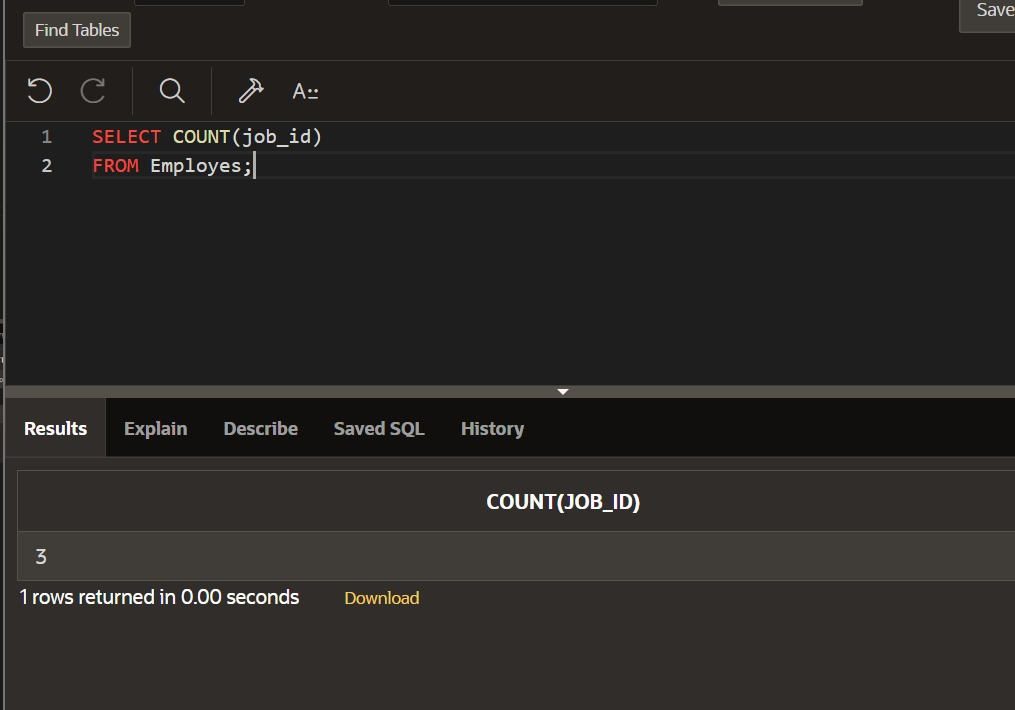 Save
Find Tables
A::
1 SELECT COUNT(job_id)
2 FROM Employes;
Results Explain Describe Saved SQL History
COUNT(JOB_ID)
3
1 rows returned in 0.00 seconds Download